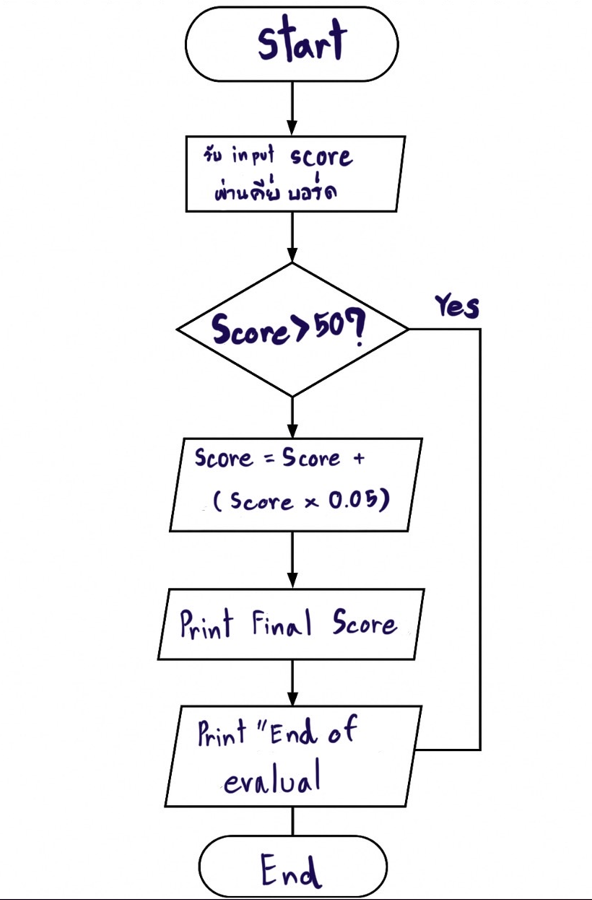 Start
รับ input score
ผ่านคีย์ บอร์ด
Score>50?
Yes
Score = Score +
(Score × 0.05)
Print Final Score
Print "End of
evalual
End